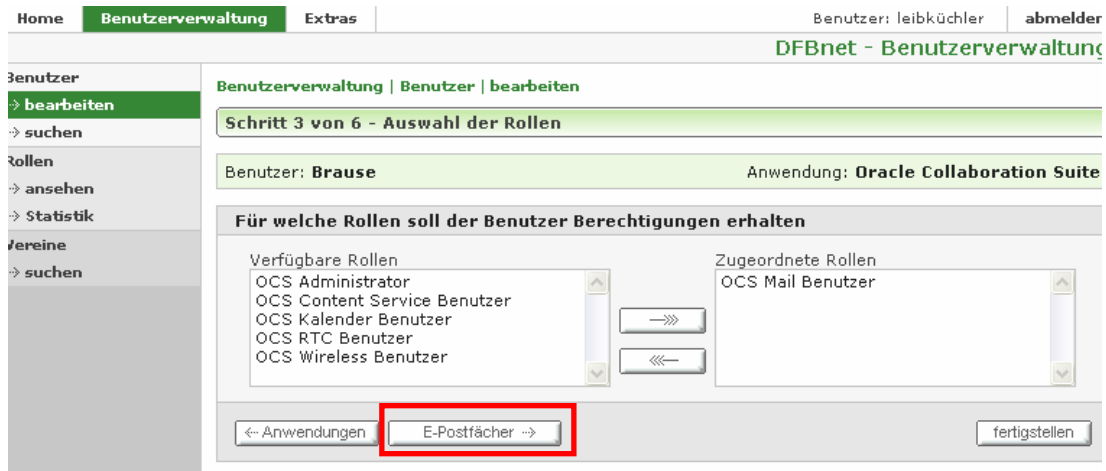 Home Benutzerverwaltung Extras Benutzer: leibküchler abmelden
DFBnet - Benutzerverwaltung
Benutzer
bearbeiten
suchen
Rollen
ansehen
Statistik
Vereine
suchen
Benutzerverwaltung | Benutzer | bearbeiten
Schritt 3 von 6 - Auswahl der Rollen
Benutzer: Brause Anwendung: Oracle Collaboration Suite
Für welche Rollen soll der Benutzer Berechtigungen erhalten
Verfügbare Rollen
OCS Administrator
OCS Content Service Benutzer
OCS Kalender Benutzer
OCS RTC Benutzer
OCS Wireless Benutzer
Zugeordnete Rollen
OCS Mail Benutzer
Anwendungen E-Postfächer fertigstellen